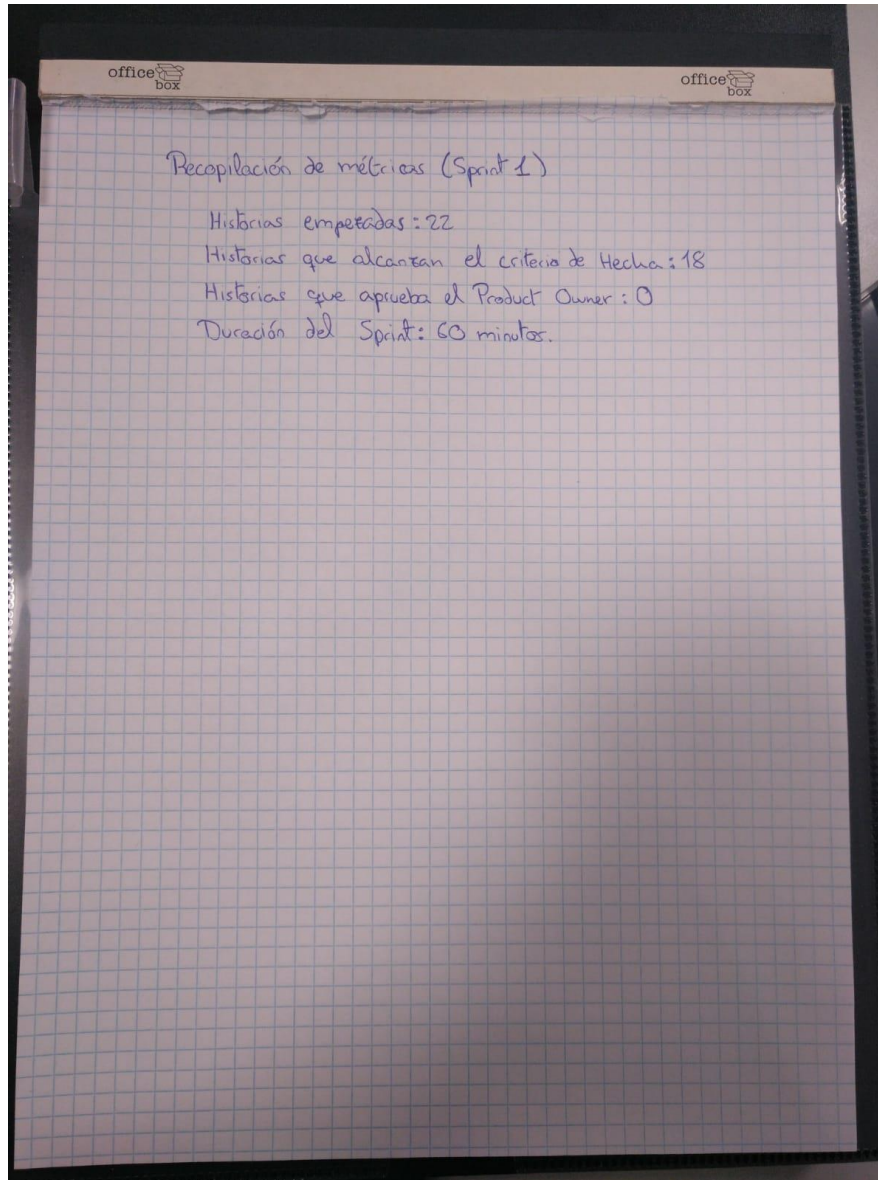 office box
office box
Recopilación de métricas (Sprint 1)
Historias empezadas: 22
Historias que alcanzan el criterio de Hecha: 18
Historias que aprueba el Product Owner: 0
Duración del Sprint: 60 minutos.